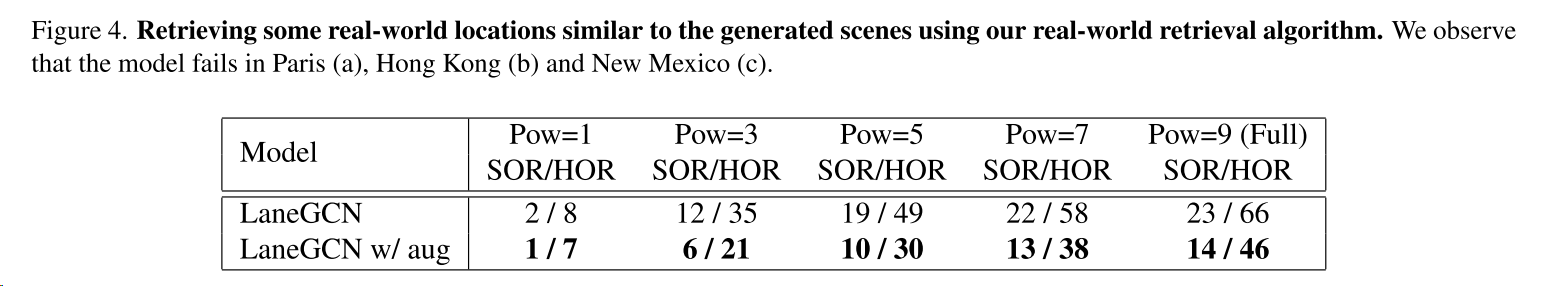 Figure 4. Retrieving some real-world locations similar to the generated scenes using our real-world retrieval algorithm. We observe
that the model fails in Paris (a), Hong Kong (b) and New Mexico (c).
Model Pow=1 Pow=3 Pow=5 Pow=7 Pow=9 (Full)
SOR/HOR SOR/HOR SOR/HOR SOR/HOR SOR/HOR
LaneGCN 2 / 8 12 / 35 19 / 49 22 / 58 23 / 66
LaneGCN w/ aug 1 / 7 6 / 21 10 / 30 13 / 38 14 / 46